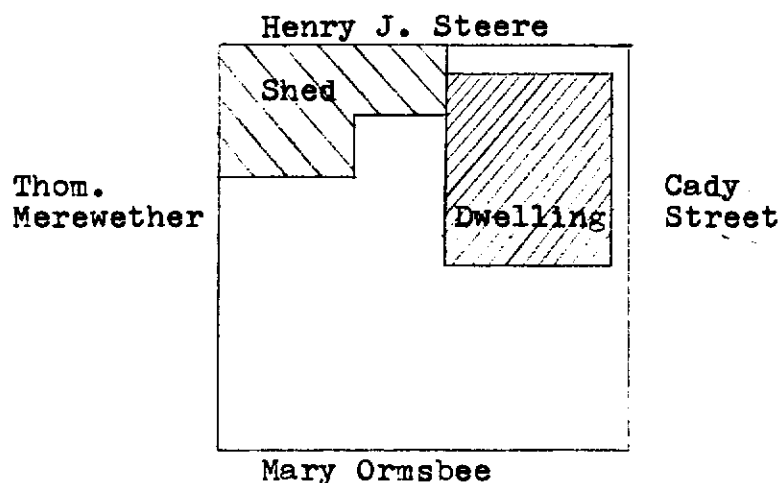 Henry J. Steere
Shed
Thom.
Merewether
Cady
Street
Dwelling
Mary Ormsbee